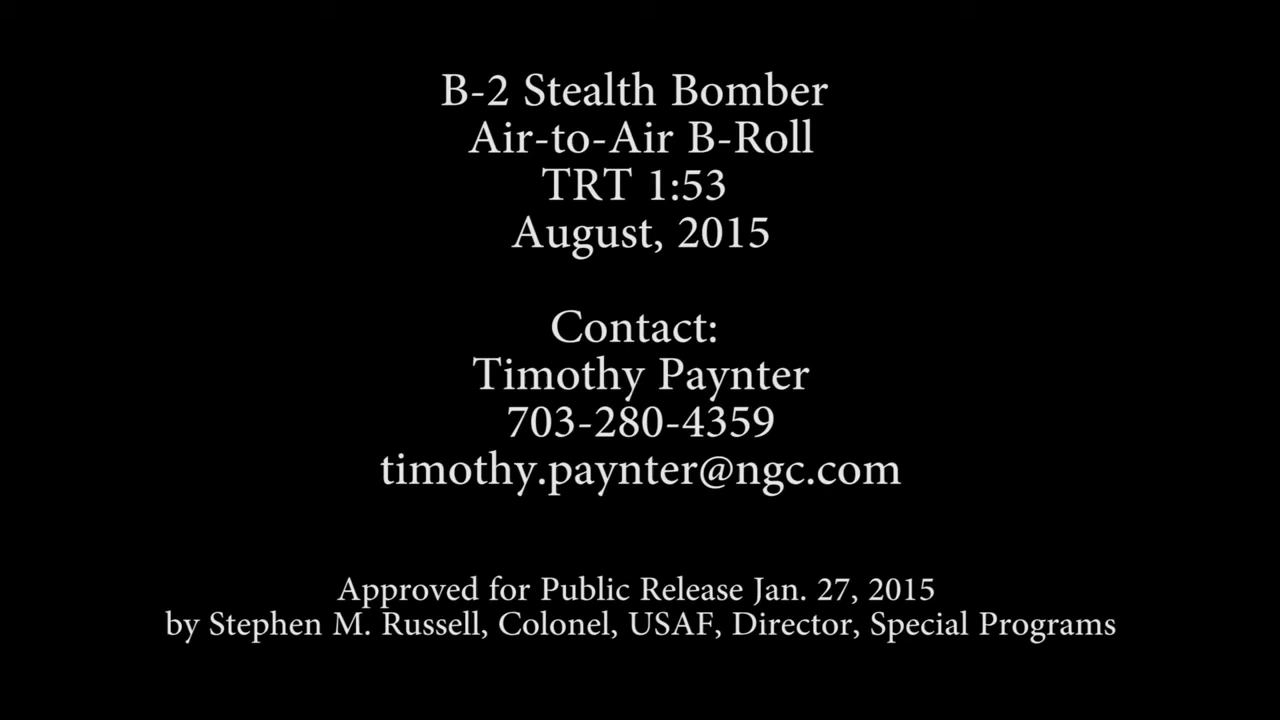 B-2 Stealth Bomber
Air-to-Air B-Roll
TRT 1:53
August, 2015
Contact:
Timothy Paynter
703-280-4359
timothy.paynter@ngc.com
Approved for Public Release Jan. 27, 2015
by Stephen M. Russell, Colonel, USAF, Director, Special Programs